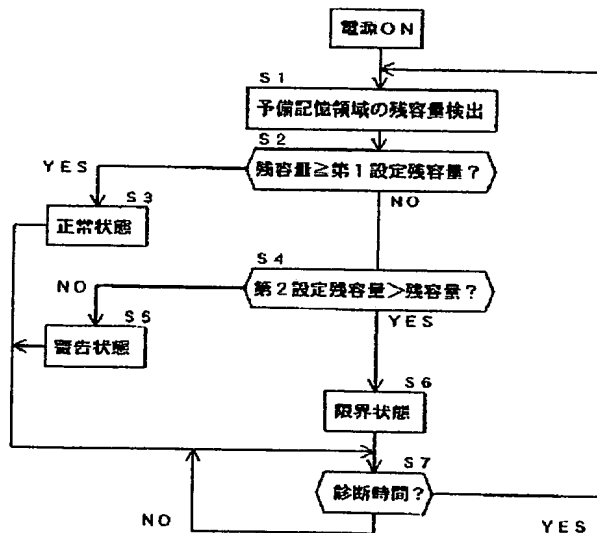 電源ON
S1
予備記憶領域の残容量検出
S2
残容量≧第1設定残容量?
YES
NO
S3
正常状態
S4
第2設定残容量>残容量?
NO
YES
S5
警告状態
S6
限界状態
S7
診断時間?
NO
YES